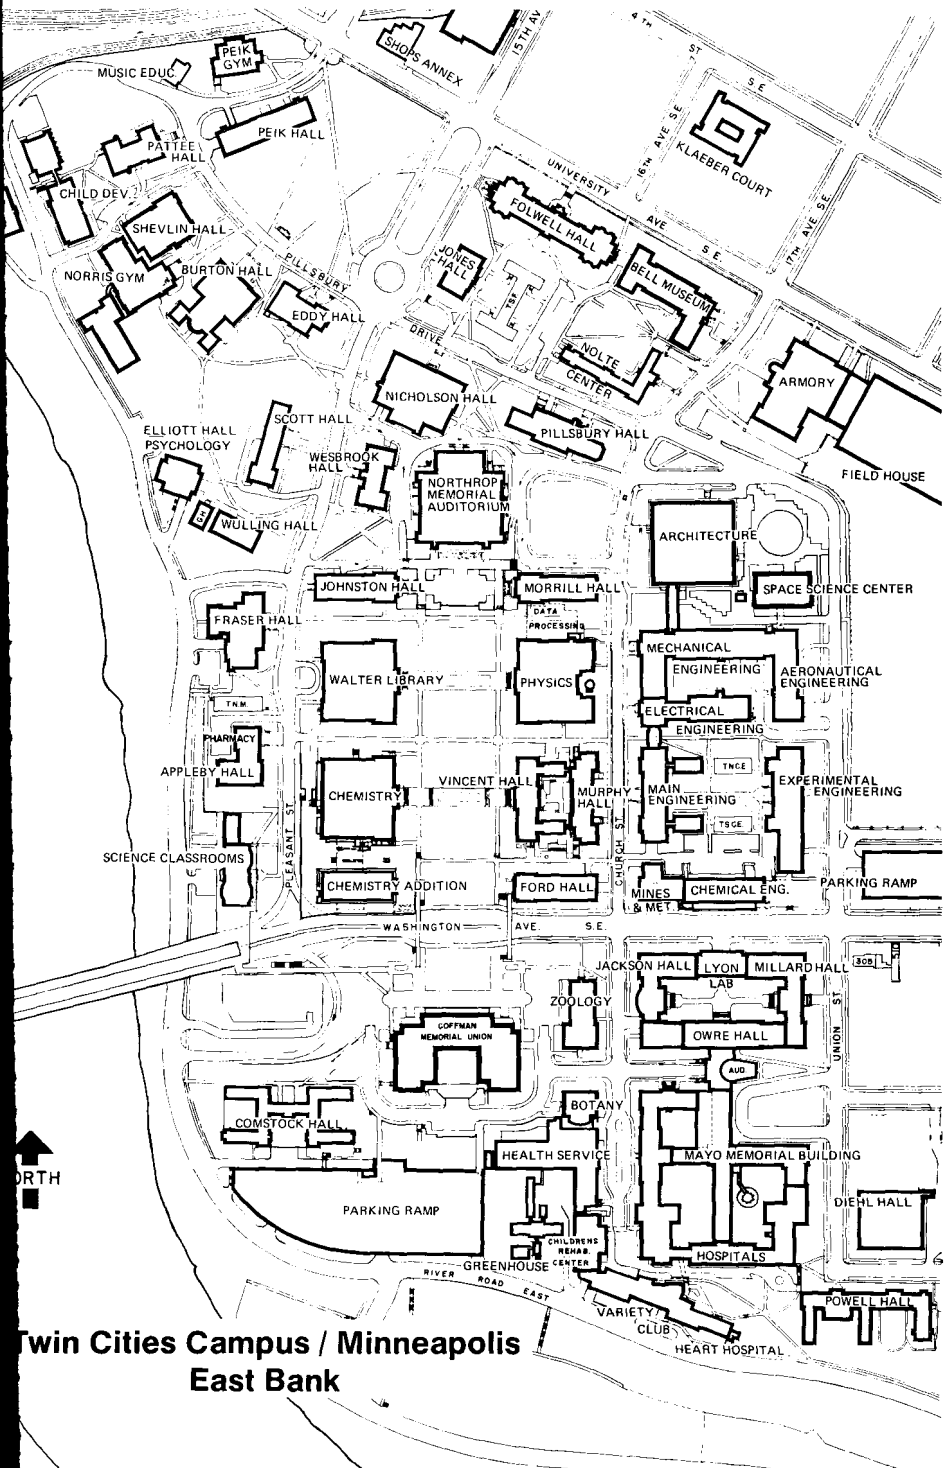 SHOPS ANNEX
15TH AV
4TH
ST
S.E.
PEIK
GYM
MUSIC EDUC.
PEIK HALL
PATTEE
HALL
16TH AVE SE
KLAEBER COURT
17TH AVE SE
UNIVERSITY
AVE
S.E.
CHILD DEV.
SHEVLIN HALL
FOLWELL HALL
JONES
HALL
BELL MUSEUM
NORRIS GYM
BURTON HALL
PILLSBURY
DRIVE
EDDY HALL
NOLTE
CENTER
ARMORY
NICHOLSON HALL
SCOTT HALL
ELLIOTT HALL
PSYCHOLOGY
PILLSBURY HALL
WESBROOK
HALL
FIELD HOUSE
NORTHROP
MEMORIAL
AUDITORIUM
G.H.
WULLING HALL
ARCHITECTURE
JOHNSTON HALL
MORRILL HALL
SPACE SCIENCE CENTER
DATA
PROCESSING
FRASER HALL
MECHANICAL
ENGINEERING
WALTER LIBRARY
PHYSICS
AERONAUTICAL
ENGINEERING
T.N.M.
ELECTRICAL
ENGINEERING
PHARMACY
APPLEBY HALL
VINCENT HALL
TNCE
CHEMISTRY
MURPHY
HALL
MAIN
ENGINEERING
EXPERIMENTAL
ENGINEERING
TSCE
PLEASANT ST.
CHURCH ST.
SCIENCE CLASSROOMS
CHEMISTRY ADDITION
FORD HALL
MINES
& MET.
CHEMICAL ENG.
PARKING RAMP
WASHINGTON
AVE.
S.E.
JACKSON HALL
LYON
LAB
MILLARD HALL
308
ZOOLOGY
UNION ST
COFFMAN
MEMORIAL UNION
OWRE HALL
AUD.
BOTANY
COMSTOCK HALL
HEALTH SERVICE
MAYO MEMORIAL BUILDING
ORTH
PARKING RAMP
DIEHL HALL
CHILDRENS
REHAB.
CENTER
GREENHOUSE
HOSPITALS
RIVER ROAD EAST
VARIETY
CLUB
HEART HOSPITAL
POWELL HALL
Twin Cities Campus / Minneapolis
East Bank